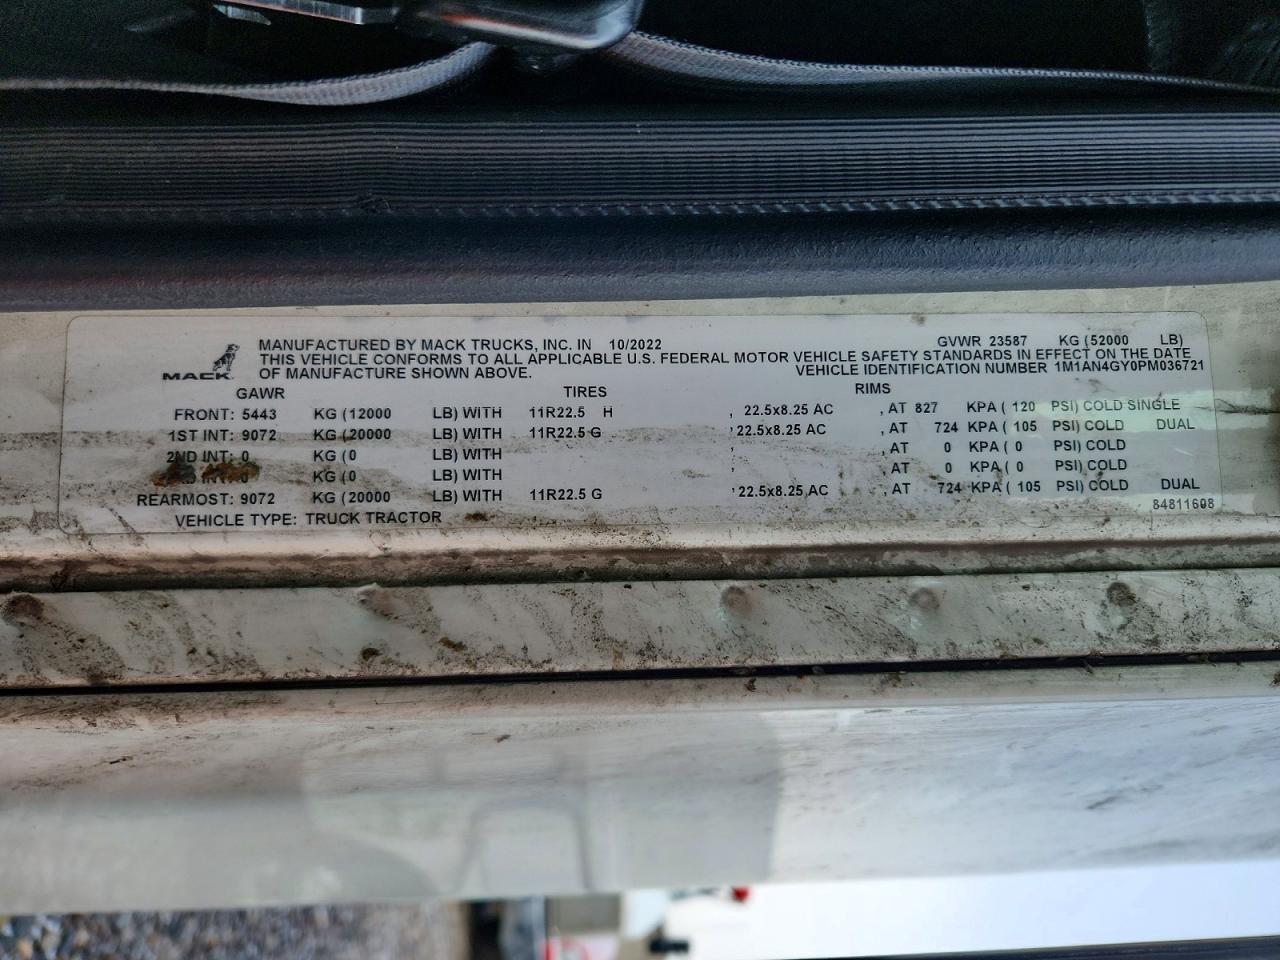 MANUFACTURED BY MACK TRUCKS, INC. IN 10/2022 GVWR 23587 KG (52000 LB)
THIS VEHICLE CONFORMS TO ALL APPLICABLE U.S. FEDERAL MOTOR VEHICLE SAFETY STANDARDS IN EFFECT ON THE DATE
MACK OF MANUFACTURE SHOWN ABOVE. VEHICLE IDENTIFICATION NUMBER 1M1AN4GY0PM036721
GAWR TIRES RIMS
FRONT: 5443 KG (12000 LB) WITH 11R22.5 H , 22.5x8.25 AC , AT 827 KPA ( 120 PSI) COLD SINGLE
1ST INT: 9072 KG (20000 LB) WITH 11R22.5 G , 22.5x8.25 AC , AT 724 KPA ( 105 PSI) COLD DUAL
2ND INT: 0 KG (0 LB) WITH , , AT 0 KPA ( 0 PSI) COLD
INT: 0 KG (0 LB) WITH , , AT 0 KPA ( 0 PSI) COLD
REARMOST: 9072 KG (20000 LB) WITH 11R22.5 G , 22.5x8.25 AC , AT 724 KPA ( 105 PSI) COLD DUAL
VEHICLE TYPE: TRUCK TRACTOR 84811608